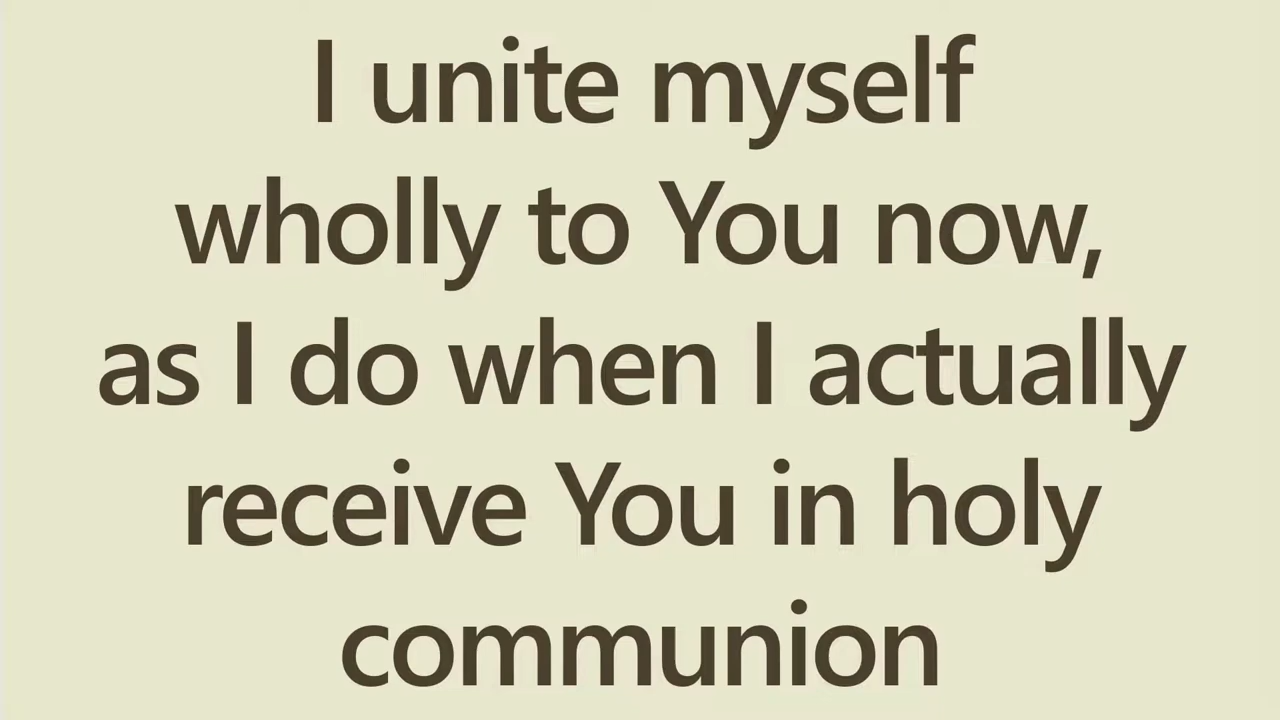 I unite myself
wholly to You now,
as I do when I actually
receive You in holy
communion